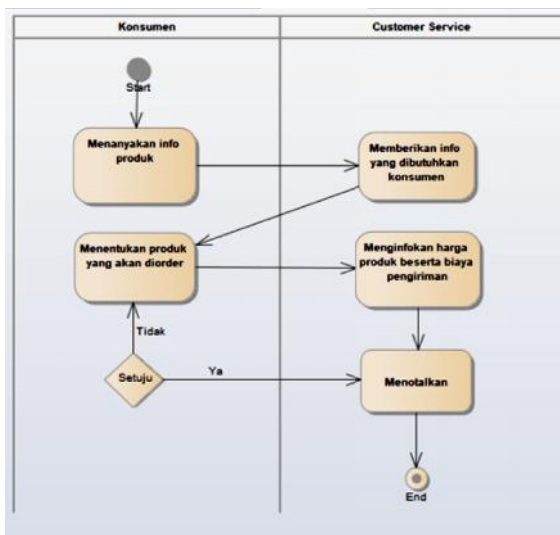 Konsumen
Customer Service
Start
Menanyakan info
produk
Memberikan info
yang dibutuhkan
konsumen
Menentukan produk
yang akan diorder
Menginfokan harga
produk beserta biaya
pengiriman
Tidak
Setuju
Ya
Menotalkan
End